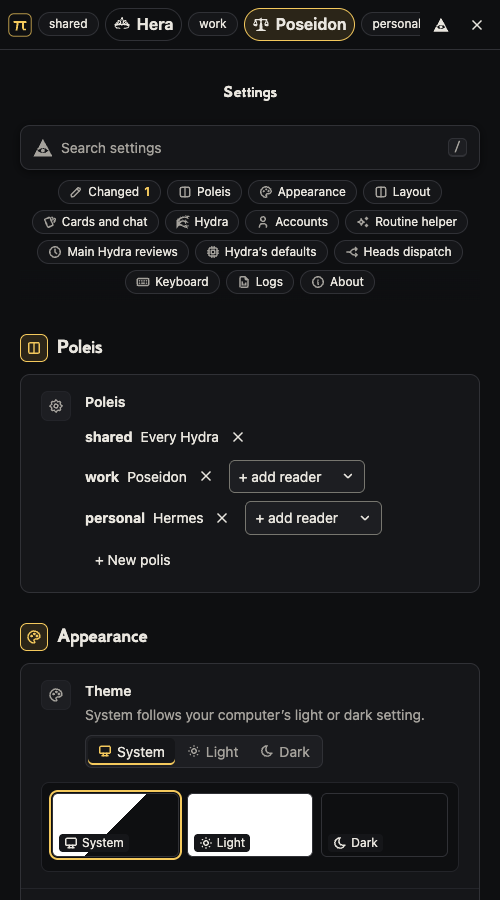 π shared Hera work Poseidon personal
Settings
Search settings /
Changed 1 Poleis Appearance Layout
Cards and chat Hydra Accounts Routine helper
Main Hydra reviews Hydra's defaults Heads dispatch
Keyboard Logs About
Poleis
Poleis
shared Every Hydra
work Poseidon + add reader
personal Hermes + add reader
+ New polis
Appearance
Theme
System follows your computer's light or dark setting.
System Light Dark
System Light Dark